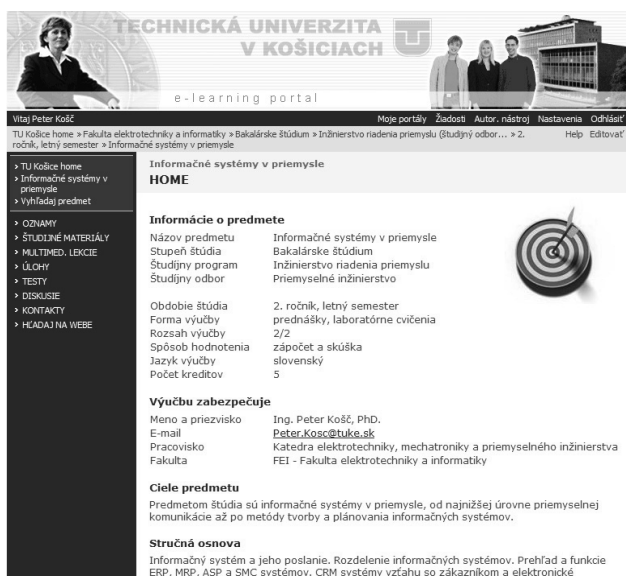 TECHNICKÁ UNIVERZITA
V KOŠICIACH
e-learning portal
Vitaj Peter Košč
Moje portály Žiadosti Autor. nástroj Nastavenia Odhlásiť
TU Košice home » Fakulta elektrotechniky a informatiky » Bakalárske štúdium » Inžinierstvo riadenia priemyslu (študijný odbor... » 2.
ročník, letný semester » Informačné systémy v priemysle
Help Editovať
› TU Košice home
› Informačné systémy v
priemysle
› Vyhľadaj predmet
› OZNAMY
› ŠTUDIJNÉ MATERIÁLY
› MULTIMED. LEKCIE
› ÚLOHY
› TESTY
› DISKUSIE
› KONTAKTY
› HĽADAJ NA WEBE
Informačné systémy v priemysle
HOME
Informácie o predmete
Názov predmetu Informačné systémy v priemysle
Stupeň štúdia Bakalárske štúdium
Študíjny program Inžinierstvo riadenia priemyslu
Študíjny odbor Priemyselné inžinierstvo
Obdobie štúdia 2. ročník, letný semester
Forma výučby prednášky, laboratórne cvičenia
Rozsah výučby 2/2
Spôsob hodnotenia zápočet a skúška
Jazyk výučby slovenský
Počet kreditov 5
Výučbu zabezpečuje
Meno a priezvisko Ing. Peter Košč, PhD.
E-mail Peter.Kosc@tuke.sk
Pracovisko Katedra elektrotechniky, mechatroniky a priemyselného inžinierstva
Fakulta FEI - Fakulta elektrotechniky a informatiky
Ciele predmetu
Predmetom štúdia sú informačné systémy v priemysle, od najnižšej úrovne priemyselnej
komunikácie až po metódy tvorby a plánovania informačných systémov.
Stručná osnova
Informačný systém a jeho poslanie. Rozdelenie informačných systémov. Prehľad a funkcie
ERP, MRP, ASP a SMC systémov. CRM systémy vzťahu so zákazníkom a elektronické